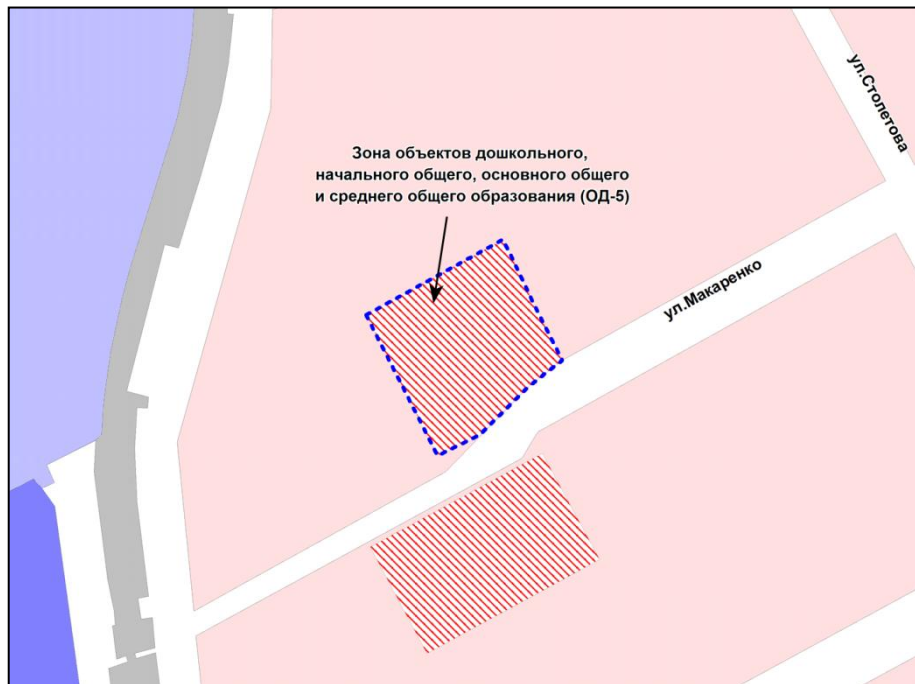 ул.Столетова
Зона объектов дошкольного,
начального общего, основного общего
и среднего общего образования (ОД-5)
ул.Макаренко